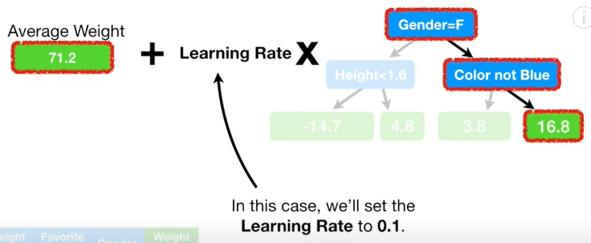 Gender=F
Average Weight
71.2
+ Learning Rate X
Height<1.6
Color not Blue
-14.7
4.8
3.8
16.8
In this case, we'll set the
Learning Rate to 0.1.
Favorite
Weight